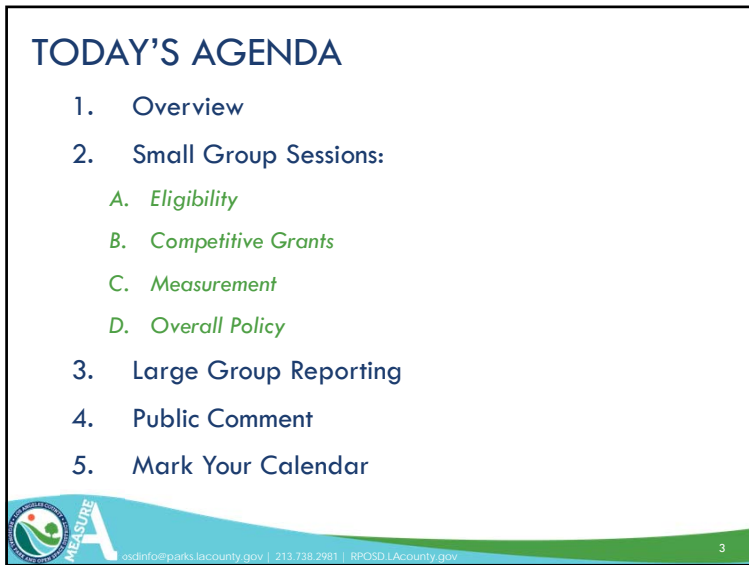 TODAY'S AGENDA
1. Overview
2. Small Group Sessions:
A. Eligibility
B. Competitive Grants
C. Measurement
D. Overall Policy
3. Large Group Reporting
4. Public Comment
5. Mark Your Calendar
MEASURE A
osdinfo@parks.lacounty.gov | 213.738.2981 | RPOSD.LAcounty.gov
3